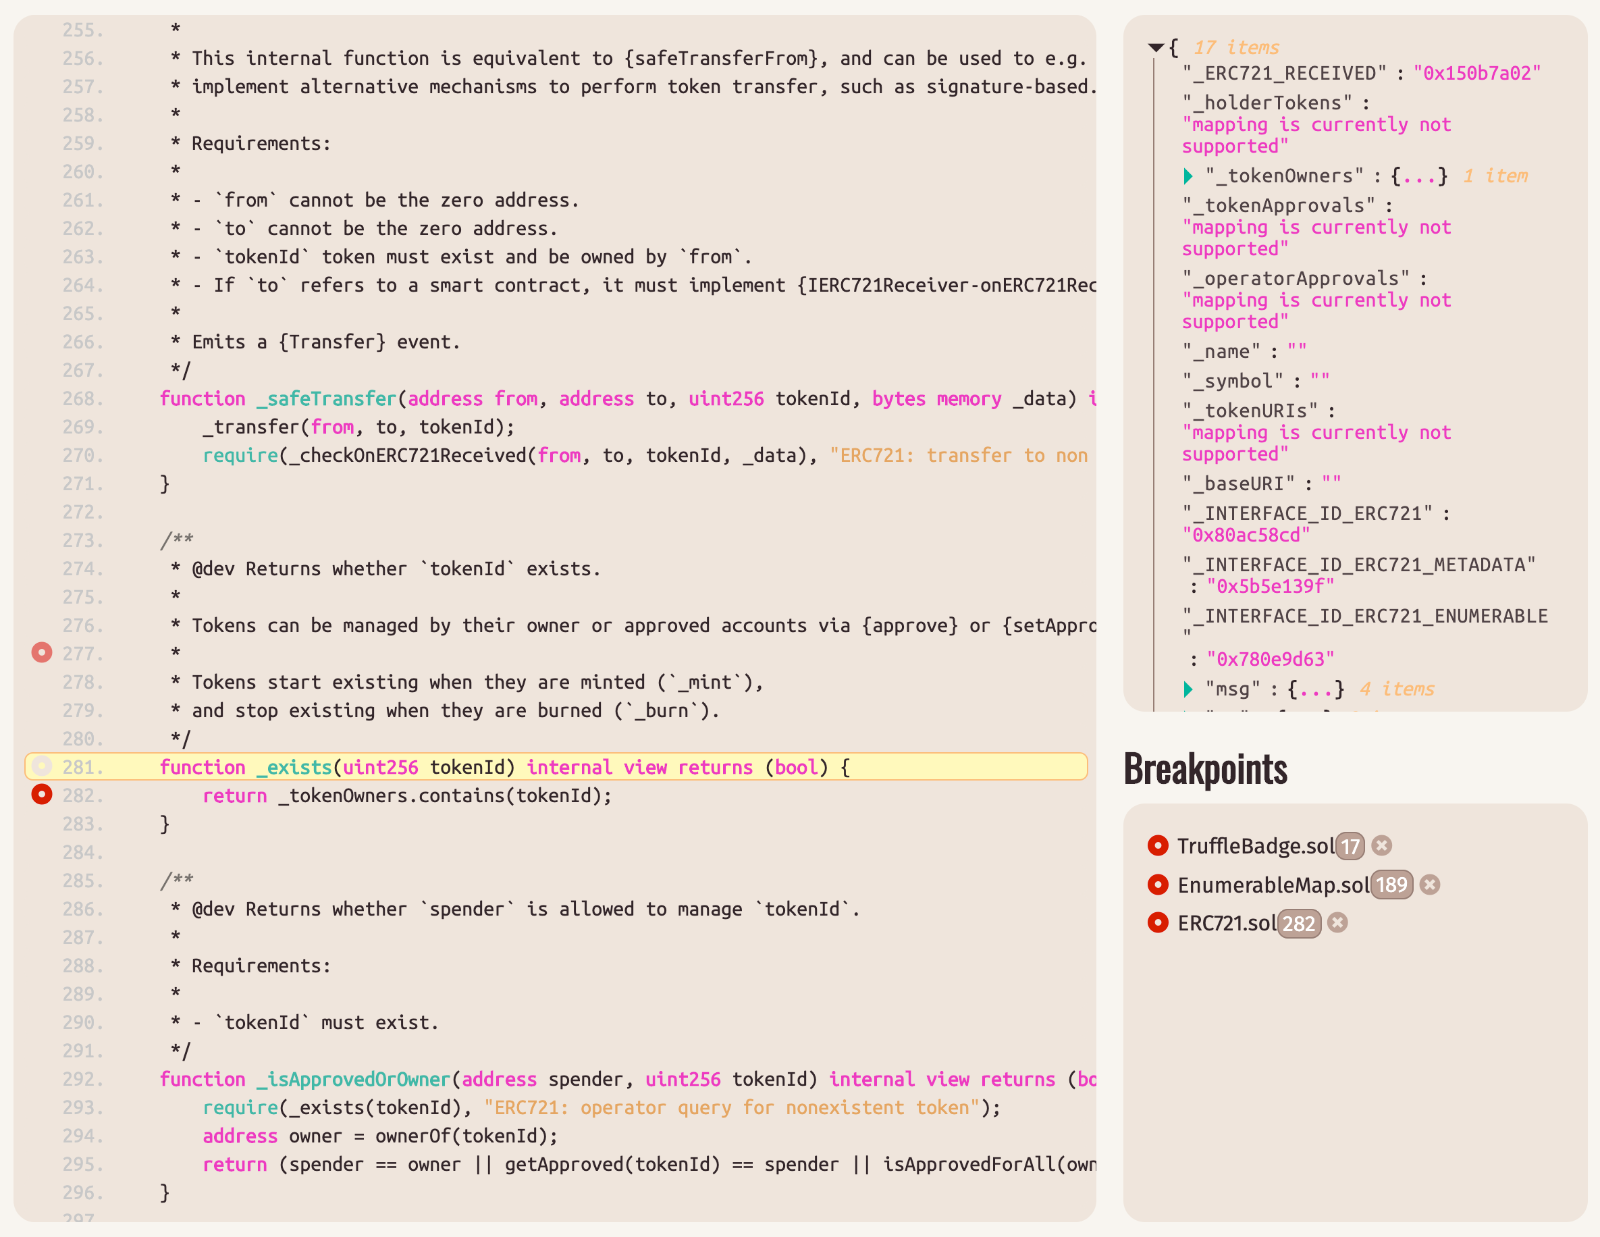 255. *
256. * This internal function is equivalent to {safeTransferFrom}, and can be used to e.g.
257. * implement alternative mechanisms to perform token transfer, such as signature-based.
258. *
259. * Requirements:
260. *
261. * - `from` cannot be the zero address.
262. * - `to` cannot be the zero address.
263. * - `tokenId` token must exist and be owned by `from`.
264. * - If `to` refers to a smart contract, it must implement {IERC721Receiver-onERC721Rec
265. *
266. * Emits a {Transfer} event.
267. */
268. function _safeTransfer(address from, address to, uint256 tokenId, bytes memory _data) i
269. _transfer(from, to, tokenId);
270. require(_checkOnERC721Received(from, to, tokenId, _data), "ERC721: transfer to non
271. }
272.
273. /**
274. * @dev Returns whether `tokenId` exists.
275. *
276. * Tokens can be managed by their owner or approved accounts via {approve} or {setAppro
277. *
278. * Tokens start existing when they are minted (`_mint`),
279. * and stop existing when they are burned (`_burn`).
280. */
281. function _exists(uint256 tokenId) internal view returns (bool) {
282. return _tokenOwners.contains(tokenId);
283. }
284.
285. /**
286. * @dev Returns whether `spender` is allowed to manage `tokenId`.
287. *
288. * Requirements:
289. *
290. * - `tokenId` must exist.
291. */
292. function _isApprovedOrOwner(address spender, uint256 tokenId) internal view returns (bo
293. require(_exists(tokenId), "ERC721: operator query for nonexistent token");
294. address owner = ownerOf(tokenId);
295. return (spender == owner || getApproved(tokenId) == spender || isApprovedForAll(own
296. }
297.
{ 17 items
"_ERC721_RECEIVED" : "0x150b7a02"
"_holderTokens" :
"mapping is currently not
supported"
"_tokenOwners" : {...} 1 item
"_tokenApprovals" :
"mapping is currently not
supported"
"_operatorApprovals" :
"mapping is currently not
supported"
"_name" : ""
"_symbol" : ""
"_tokenURIs" :
"mapping is currently not
supported"
"_baseURI" : ""
"_INTERFACE_ID_ERC721" :
"0x80ac58cd"
"_INTERFACE_ID_ERC721_METADATA"
: "0x5b5e139f"
"_INTERFACE_ID_ERC721_ENUMERABLE
"
: "0x780e9d63"
"msg" : {...} 4 items
Breakpoints
TruffleBadge.sol 17
EnumerableMap.sol 189
ERC721.sol 282